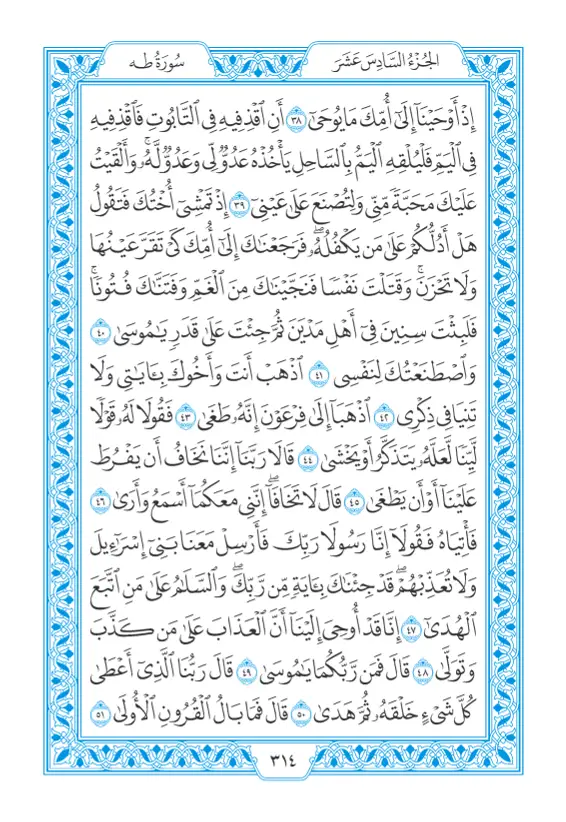 الجُزْءُ السَّادِسَ عَشَرَ
سُورَةُ طه
إِذْ أَوْحَيْنَآ إِلَىٰٓ أُمِّكَ مَا يُوحَىٰٓ ٣٨ أَنِ ٱقْذِفِيهِ فِى ٱلتَّابُوتِ فَٱقْذِفِيهِ
فِى ٱلْيَمِّ فَلْيُلْقِهِ ٱلْيَمُّ بِٱلسَّاحِلِ يَأْخُذْهُ عَدُوٌّ لِّى وَعَدُوٌّ لَّهُۥ ۚ وَأَلْقَيْتُ
عَلَيْكَ مَحَبَّةً مِّنِّى وَلِتُصْنَعَ عَلَىٰ عَيْنِىٓ ٣٩ إِذْ تَمْشِىٓ أُخْتُكَ فَتَقُولُ
هَلْ أَدُلُّكُمْ عَلَىٰ مَن يَكْفُلُهُۥ ۖ فَرَجَعْنَٰكَ إِلَىٰٓ أُمِّكَ كَىْ تَقَرَّ عَيْنُهَا
وَلَا تَحْزَنَ ۚ وَقَتَلْتَ نَفْسًا فَنَجَّيْنَٰكَ مِنَ ٱلْغَمِّ وَفَتَنَّٰكَ فُتُونًا ۚ
فَلَبِثْتَ سِنِينَ فِىٓ أَهْلِ مَدْيَنَ ثُمَّ جِئْتَ عَلَىٰ قَدَرٍ يَٰمُوسَىٰ ٤٠
وَٱصْطَنَعْتُكَ لِنَفْسِى ٤١ ٱذْهَبْ أَنتَ وَأَخُوكَ بِـَٔايَٰتِى وَلَا
تَنِيَا فِى ذِكْرِى ٤٢ ٱذْهَبَآ إِلَىٰ فِرْعَوْنَ إِنَّهُۥ طَغَىٰ ٤٣ فَقُولَا لَهُۥ قَوْلًا
لَّيِّنًا لَّعَلَّهُۥ يَتَذَكَّرُ أَوْ يَخْشَىٰ ٤٤ قَالَا رَبَّنَآ إِنَّنَا نَخَافُ أَن يَفْرُطَ
عَلَيْنَآ أَوْ أَن يَطْغَىٰ ٤٥ قَالَ لَا تَخَافَآ ۖ إِنَّنِى مَعَكُمَآ أَسْمَعُ وَأَرَىٰ ٤٦
فَأْتِيَاهُ فَقُولَآ إِنَّا رَسُولَا رَبِّكَ فَأَرْسِلْ مَعَنَا بَنِىٓ إِسْرَٰٓءِيلَ
وَلَا تُعَذِّبْهُمْ ۖ قَدْ جِئْنَٰكَ بِـَٔايَةٍ مِّن رَّبِّكَ ۖ وَٱلسَّلَٰمُ عَلَىٰ مَنِ ٱتَّبَعَ
ٱلْهُدَىٰٓ ٤٧ إِنَّا قَدْ أُوحِىَ إِلَيْنَآ أَنَّ ٱلْعَذَابَ عَلَىٰ مَن كَذَّبَ
وَتَوَلَّىٰ ٤٨ قَالَ فَمَن رَّبُّكُمَا يَٰمُوسَىٰ ٤٩ قَالَ رَبُّنَا ٱلَّذِىٓ أَعْطَىٰ
كُلَّ شَىْءٍ خَلْقَهُۥ ثُمَّ هَدَىٰ ٥٠ قَالَ فَمَا بَالُ ٱلْقُرُونِ ٱلْأُولَىٰ ٥١
٣١٤